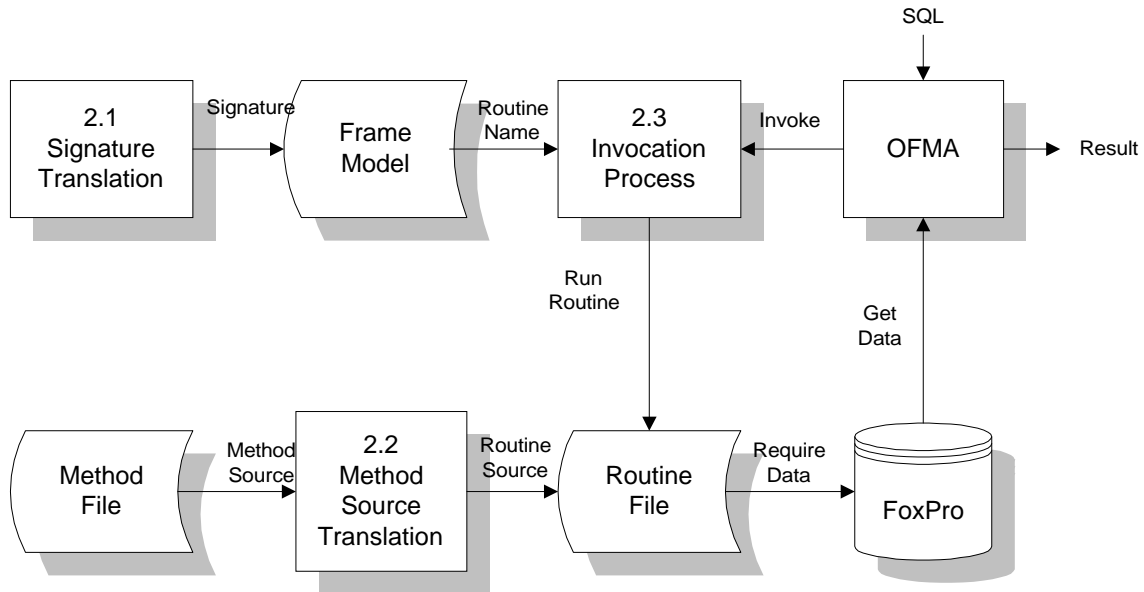 SQL
2.1
Signature
Translation
Signature
Frame
Model
Routine
Name
2.3
Invocation
Process
Invoke
OFMA
Result
Run
Routine
Get
Data
Method
File
Method
Source
2.2
Method
Source
Translation
Routine
Source
Routine
File
Require
Data
FoxPro